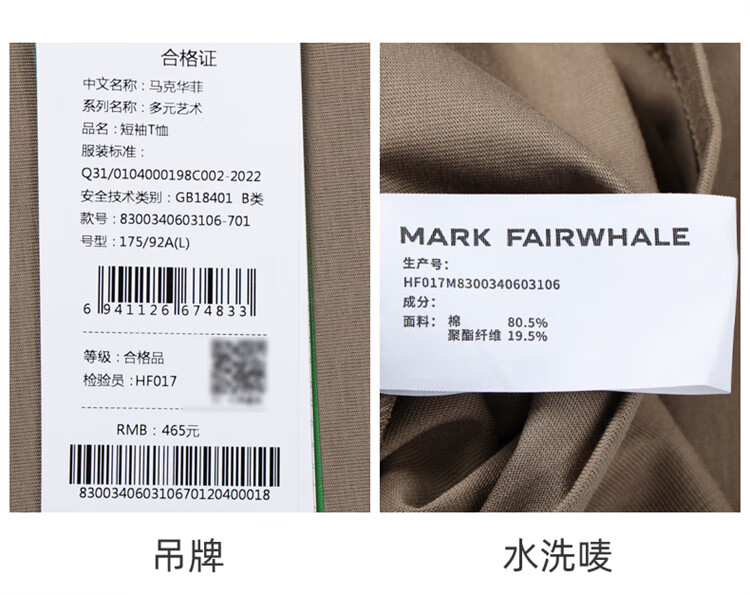 合格证
中文名称：马克华菲
系列名称：多元艺术
品名：短袖T恤
服装标准：
Q31/0104000198C002-2022
安全技术类别：GB18401 B类
款号：8300340603106-701
号型：175/92A(L)
6 941126 674833
等级：合格品
检验员：HF017
RMB：465元
83003406031067012040​0018
吊牌
MARK FAIRWHALE
生产号：
HF017M8300340603106
成分：
面料：棉 80.5%
聚酯纤维 19.5%
水洗唛